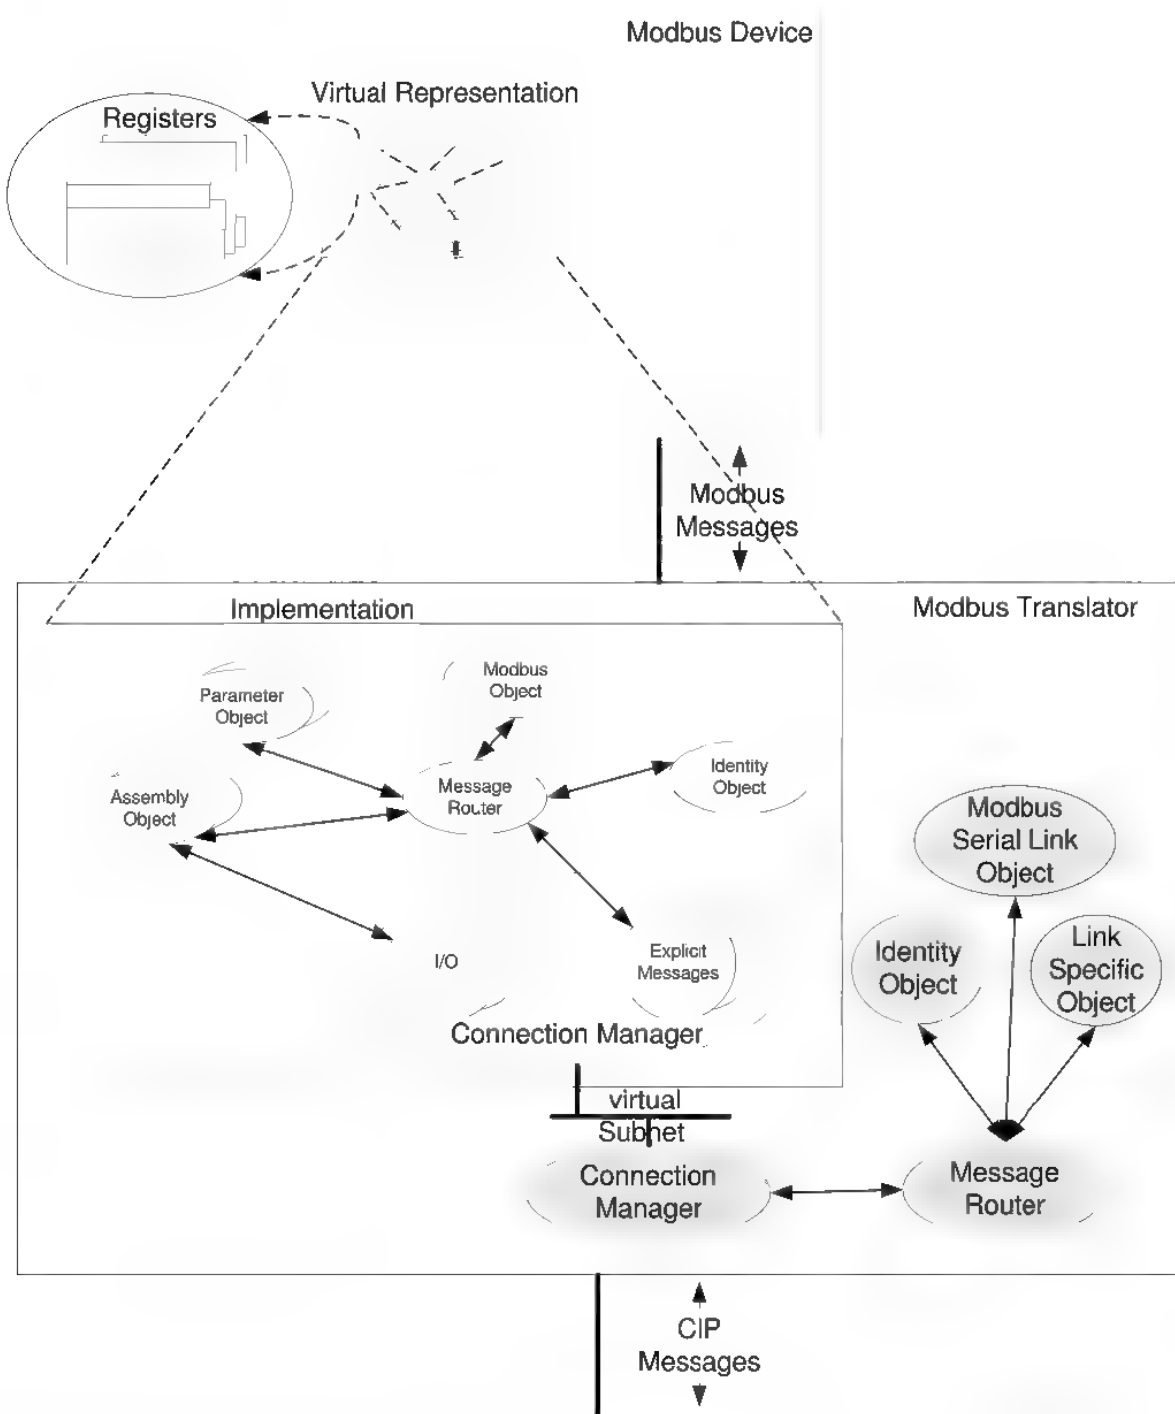 Modbus Device
Virtual Representation
Registers
Modbus
Messages
Implementation
Modbus Translator
Modbus
Object
Parameter
Object
Message
Router
Identity
Object
Assembly
Object
Modbus
Serial Link
Object
I/O
Explicit
Messages
Identity
Object
Link
Specific
Object
Connection Manager
virtual
Subnet
Connection
Manager
Message
Router
CIP
Messages